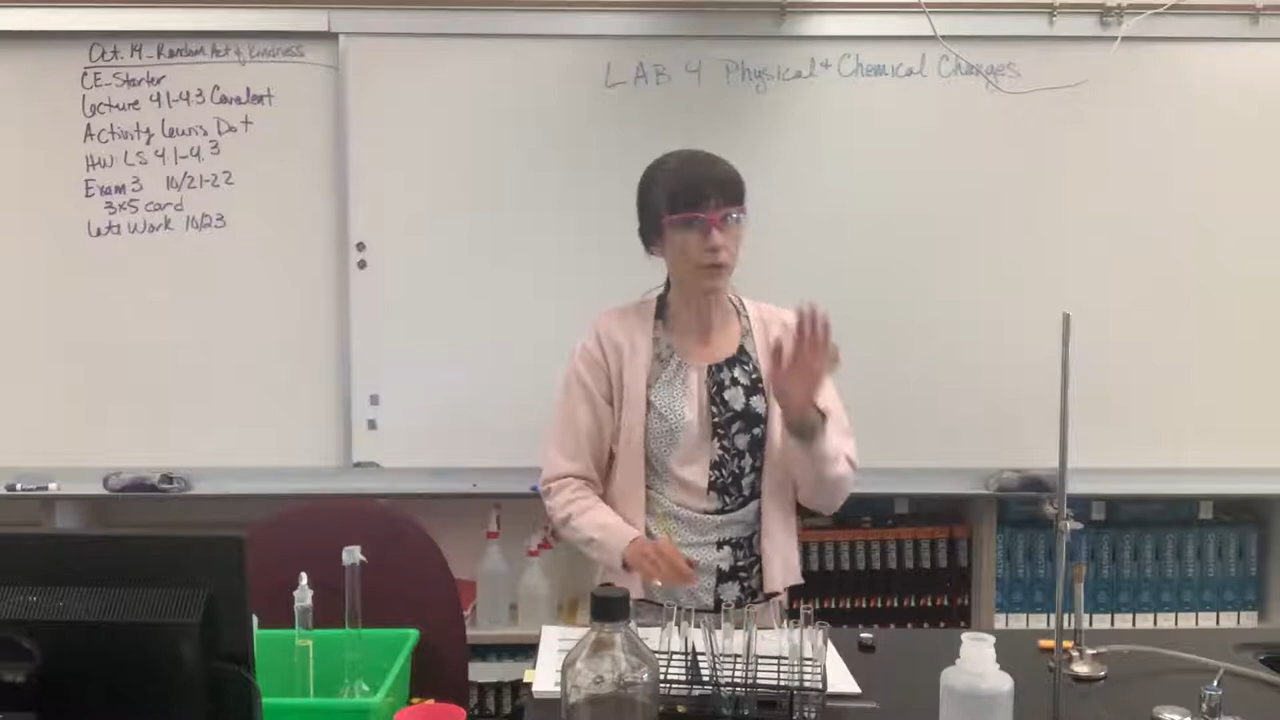 Oct. 14 - Random Act of Kindness
CE-Starter
Lecture 4.1-4.3 Covalent
Activity Lewis Dot
HW LS 4.1-4.3
Exam 3 10/21-22
3x5 card
Late Work 10/23
LAB 4 Physical + Chemical Changes